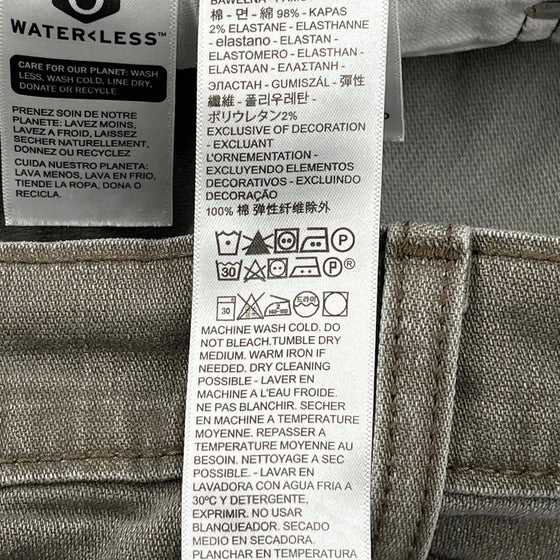 WATER<LESS™
CARE FOR OUR PLANET: WASH
LESS, WASH COLD, LINE DRY,
DONATE OR RECYCLE
PRENEZ SOIN DE NOTRE
PLANETE: LAVEZ MOINS,
LAVEZ A FROID, LAISSEZ
SECHER NATURELLEMENT,
DONNEZ OU RECYCLEZ
CUIDA NUESTRO PLANETA:
LAVA MENOS, LAVA EN FRIO,
TIENDE LA ROPA, DONA O
RECICLA.
棉 - 면 - 綿 98% - KAPAS
2% ELASTANE - ELASTHANNE
- elastano - ELASTAN -
ELASTOMERO - ELASTHAN -
ELASTAAN - ΕΛΑΣΤΑΝΗ -
ЭЛАСТАН - GUMISZÁL - 彈性
纖維 - 폴리우레탄 -
ポリウレタン2%
EXCLUSIVE OF DECORATION -
EXCLUANT
L'ORNEMENTATION -
EXCLUYENDO ELEMENTOS
DECORATIVOS - EXCLUINDO
DECORAÇÃO
100% 棉 弹性纤维除外
P
30 P®
30
MACHINE WASH COLD. DO
NOT BLEACH.TUMBLE DRY
MEDIUM. WARM IRON IF
NEEDED. DRY CLEANING
POSSIBLE - LAVER EN
MACHINE A L'EAU FROIDE.
NE PAS BLANCHIR. SECHER
EN MACHINE A TEMPERATURE
MOYENNE. REPASSER A
TEMPERATURE MOYENNE AU
BESOIN. NETTOYAGE A SEC
POSSIBLE - LAVAR EN
LAVADORA CON AGUA FRIA A
30ºC Y DETERGENTE,
EXPRIMIR. NO USAR
BLANQUEADOR. SECADO
MEDIO EN SECADORA.
PLANCHAR A TEMPERATURA